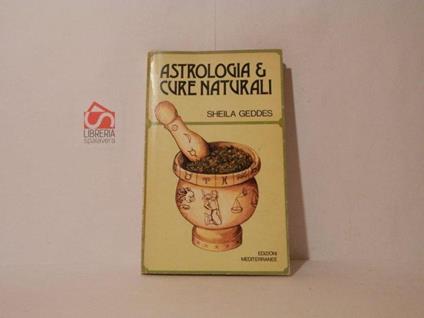 ASTROLOGIA &
CURE NATURALI
SHEILA GEDDES
LIBRERIA
spalavera
EDIZIONI
MEDITERRANEE